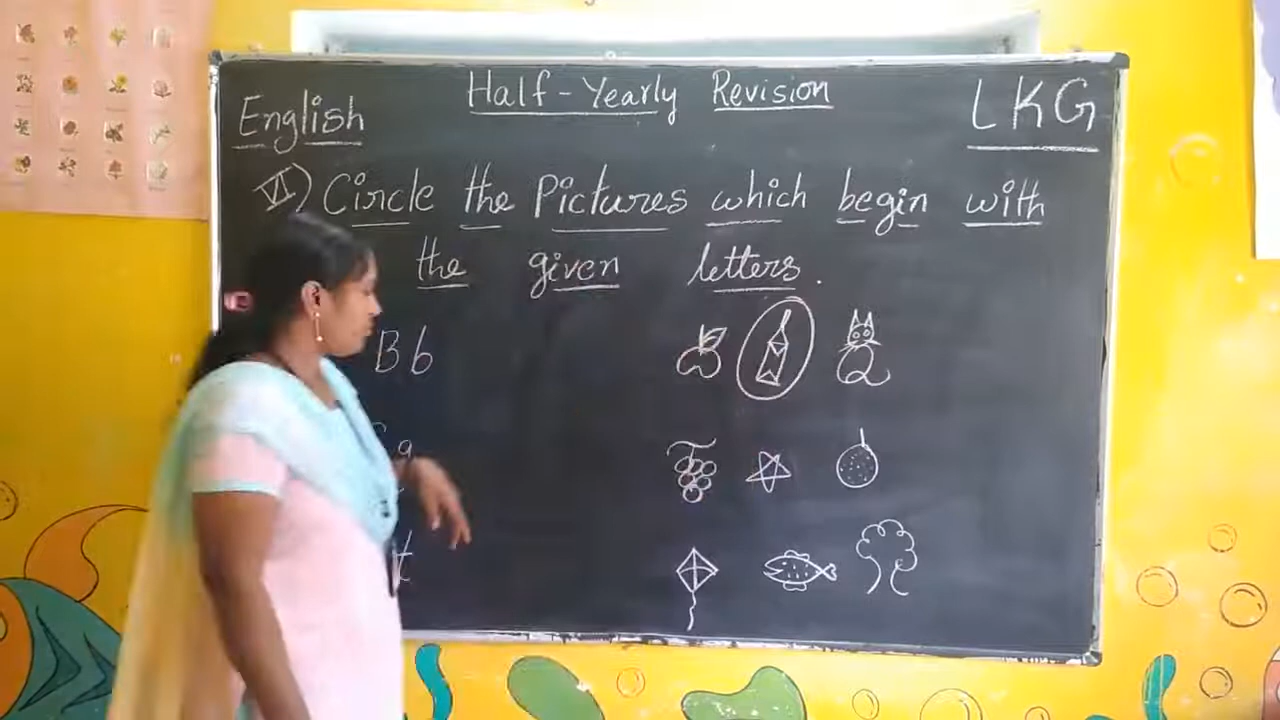 Half-Yearly Revision
English
LKG
VI) Circle the Pictures which begin with
the given letters.
B b
g
t